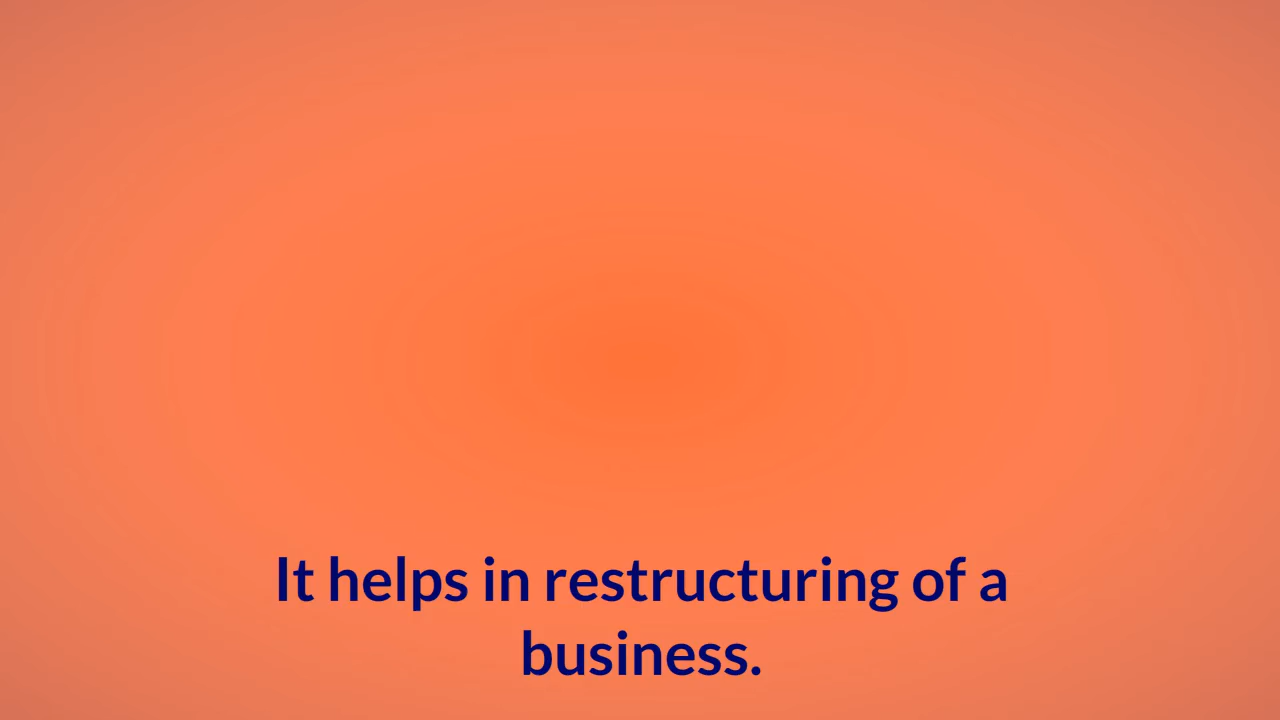 It helps in restructuring of a
business.